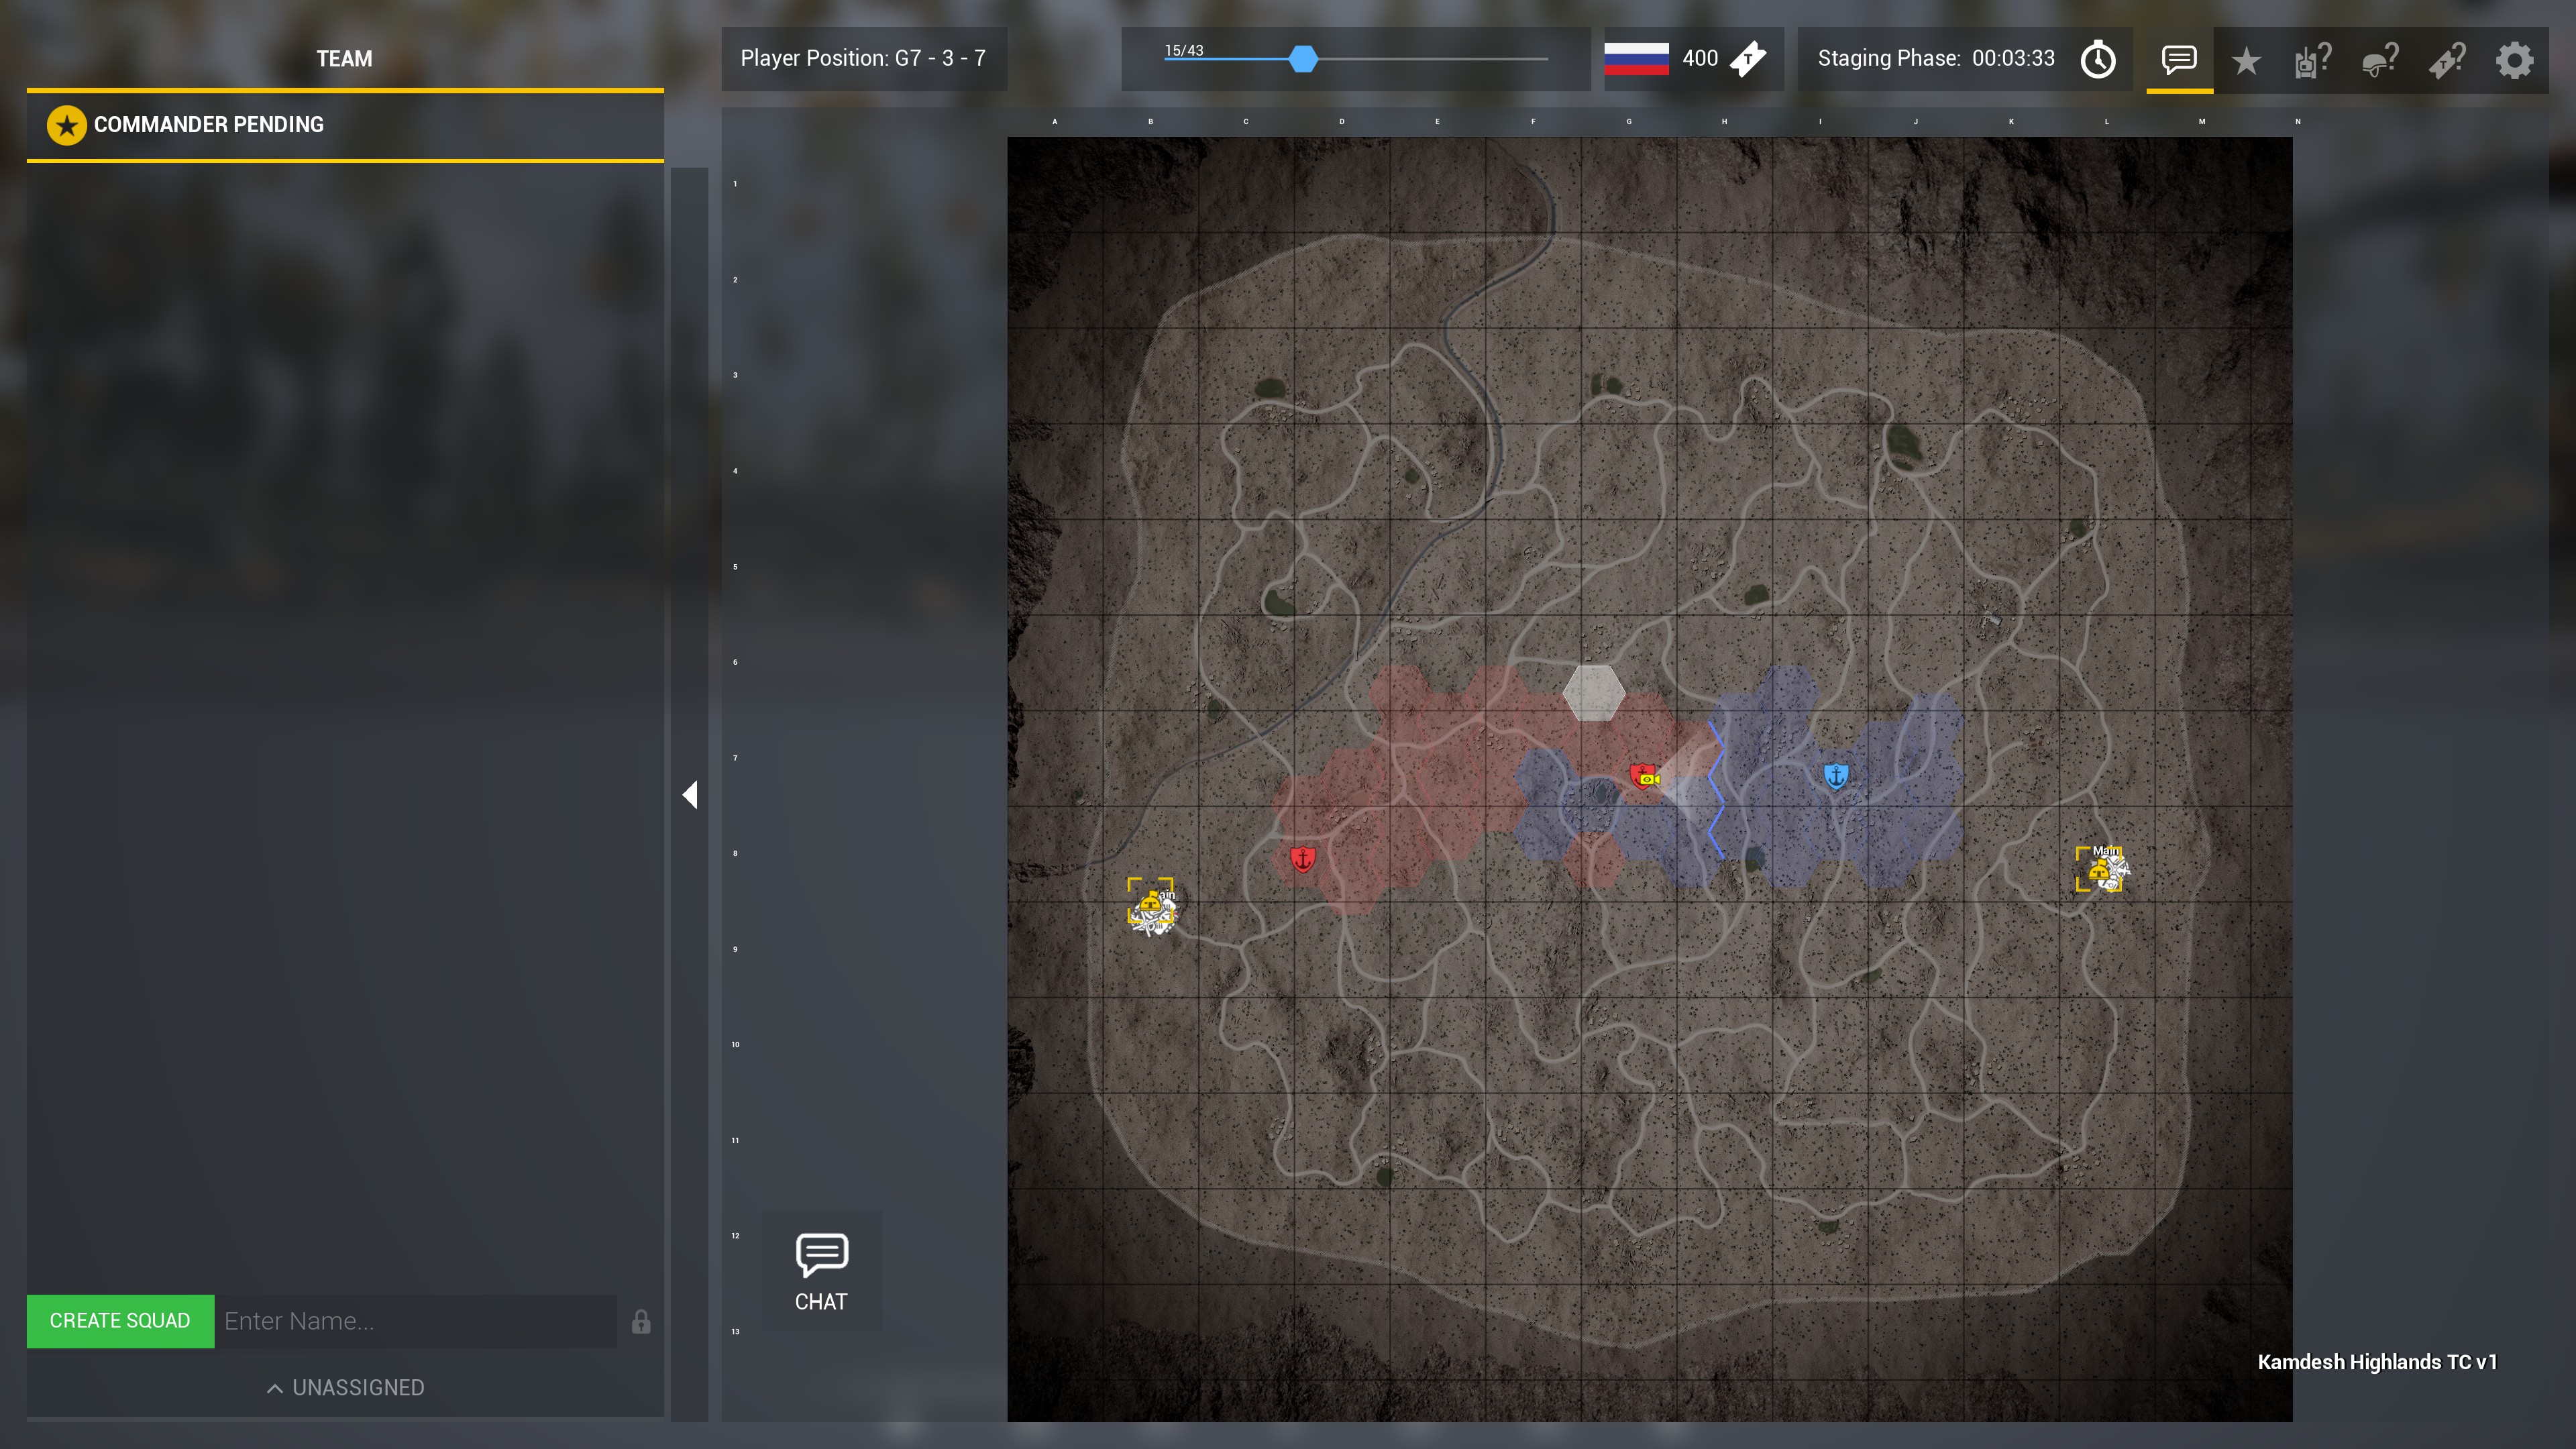 TEAM
Player Position: G7 - 3 - 7
15/43
400
T
Staging Phase: 00:03:33
?
?
T?
COMMANDER PENDING
A B C D E F G H I J K L M N
1
2
3
4
5
6
7
8
9
10
11
12
13
Main
ain
CHAT
CREATE SQUAD
Enter Name...
UNASSIGNED
Kamdesh Highlands TC v1